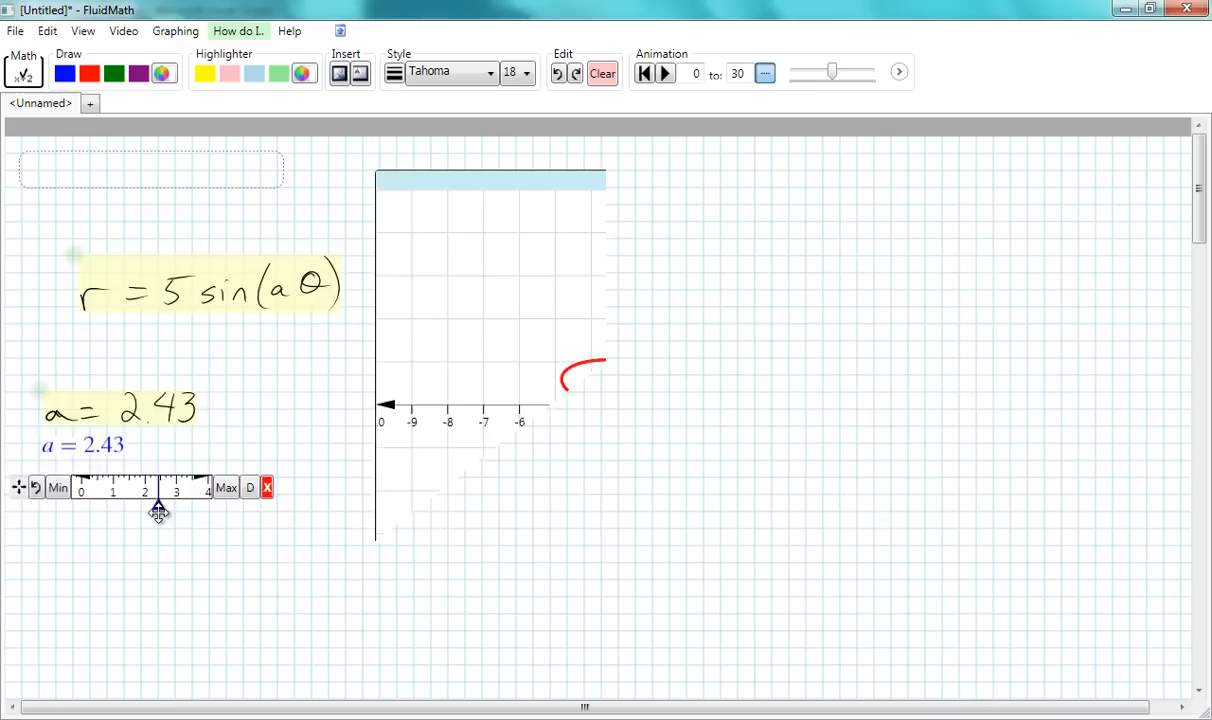 [Untitled]* - FluidMath
File Edit View Video Graphing How do I.. Help
Math Draw Highlighter Insert Style Edit Animation
√x2 Tahoma 18 Clear 0 to: 30 ....
<Unnamed> +
r = 5 sin(a θ)
a = 2.43
a = 2.43
Min 0 1 2 3 4 Max D X
.0 -9 -8 -7 -6